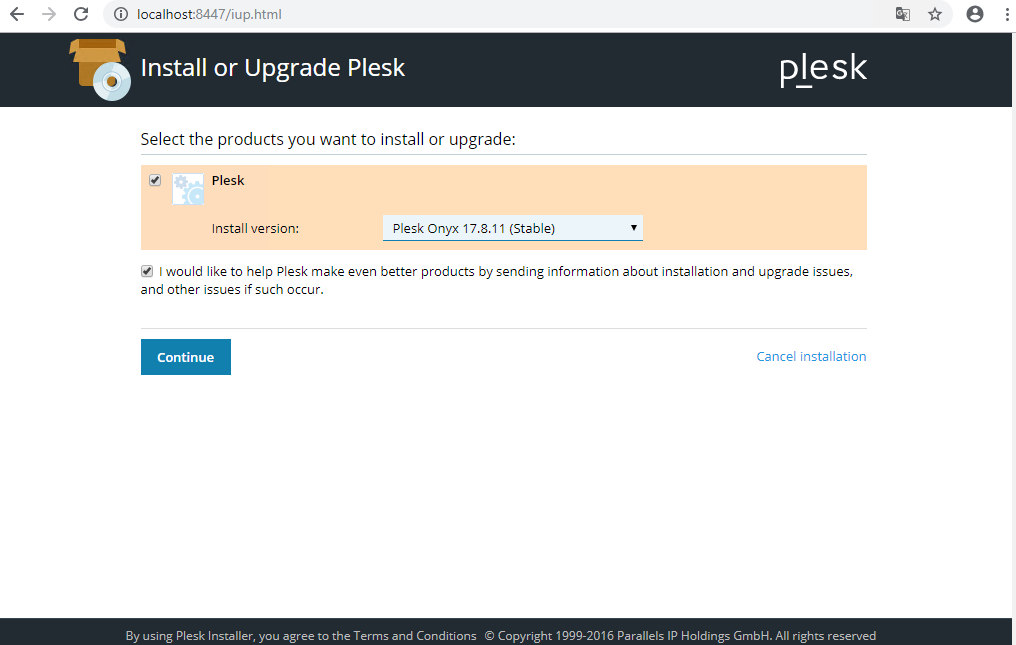 localhost:8447/iup.html
Install or Upgrade Plesk
plesk
Select the products you want to install or upgrade:
Plesk
Install version:
Plesk Onyx 17.8.11 (Stable)
I would like to help Plesk make even better products by sending information about installation and upgrade issues,
and other issues if such occur.
Continue
Cancel installation
By using Plesk Installer, you agree to the Terms and Conditions © Copyright 1999-2016 Parallels IP Holdings GmbH. All rights reserved